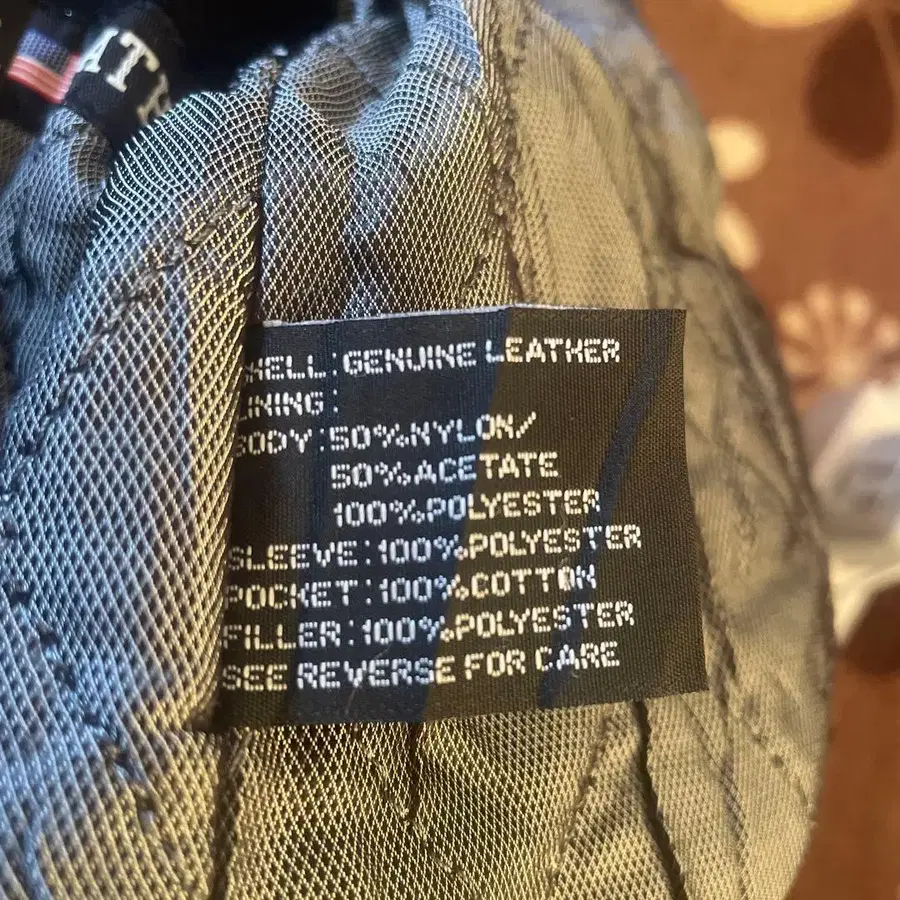 HELL: GENUINE LEATHER
LINING:
BODY: 50%NYLON/
50%ACETATE
100%POLYESTER
SLEEVE: 100%POLYESTER
POCKET: 100%COTTON
FILLER: 100%POLYESTER
SEE REVERSE FOR CARE